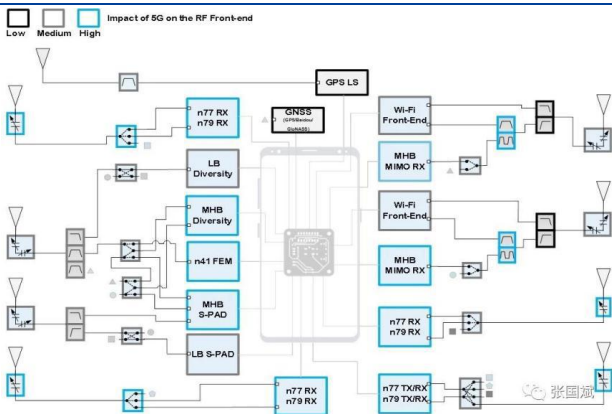 Low
Medium
High
Impact of 5G on the RF Front-end
GPS LS
n77 RX
n79 RX
GNSS
(GPS/Baidou/
GluNASS)
Wi-Fi
Front-End
LB
Diversity
MHB
MIMO RX
MHB
Diversity
Wi-Fi
Front-End
n41 FEM
MHB
MIMO RX
MHB
S-PAD
n77 RX
n79 RX
LB S-PAD
n77 RX
n79 RX
n77 TX/RX
n79 TX/RX
张国斌